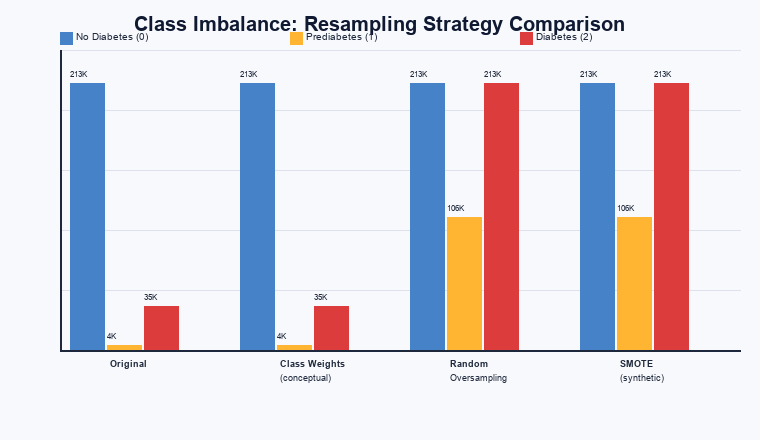 Class Imbalance: Resampling Strategy Comparison
No Diabetes (0) Prediabetes (1) Diabetes (2)
213K 213K 213K 213K 213K 213K
106K 106K
35K 35K
4K 4K
Original Class Weights Random SMOTE
(conceptual) Oversampling (synthetic)